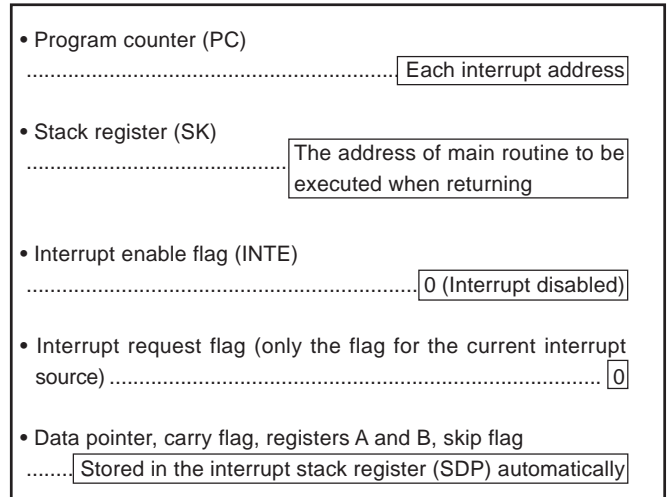 • Program counter (PC)
............................................................... Each interrupt address
• Stack register (SK)
............................................ The address of main routine to be
executed when returning
• Interrupt enable flag (INTE)
.................................................................. 0 (Interrupt disabled)
• Interrupt request flag (only the flag for the current interrupt
source) ................................................................................... 0
• Data pointer, carry flag, registers A and B, skip flag
........ Stored in the interrupt stack register (SDP) automatically